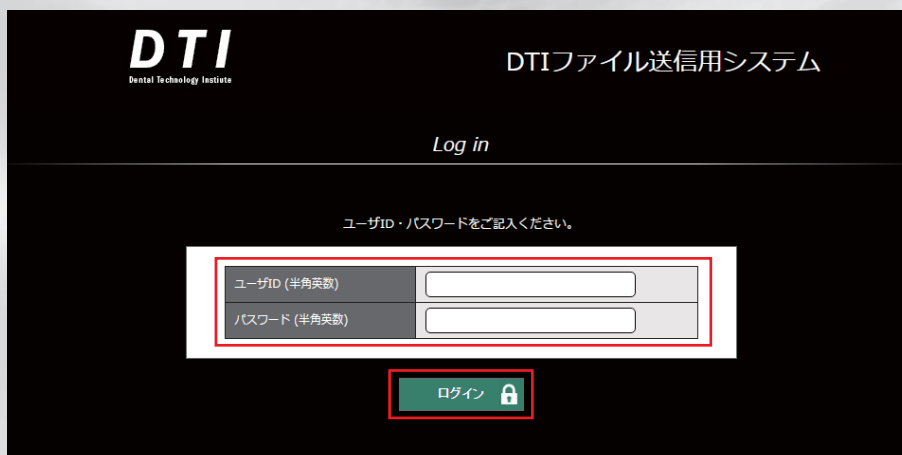 DTI
Dental Technology Instiute
DTIファイル送信用システム
Log in
ユーザID・パスワードをご記入ください。
ユーザID (半角英数)
パスワード (半角英数)
ログイン